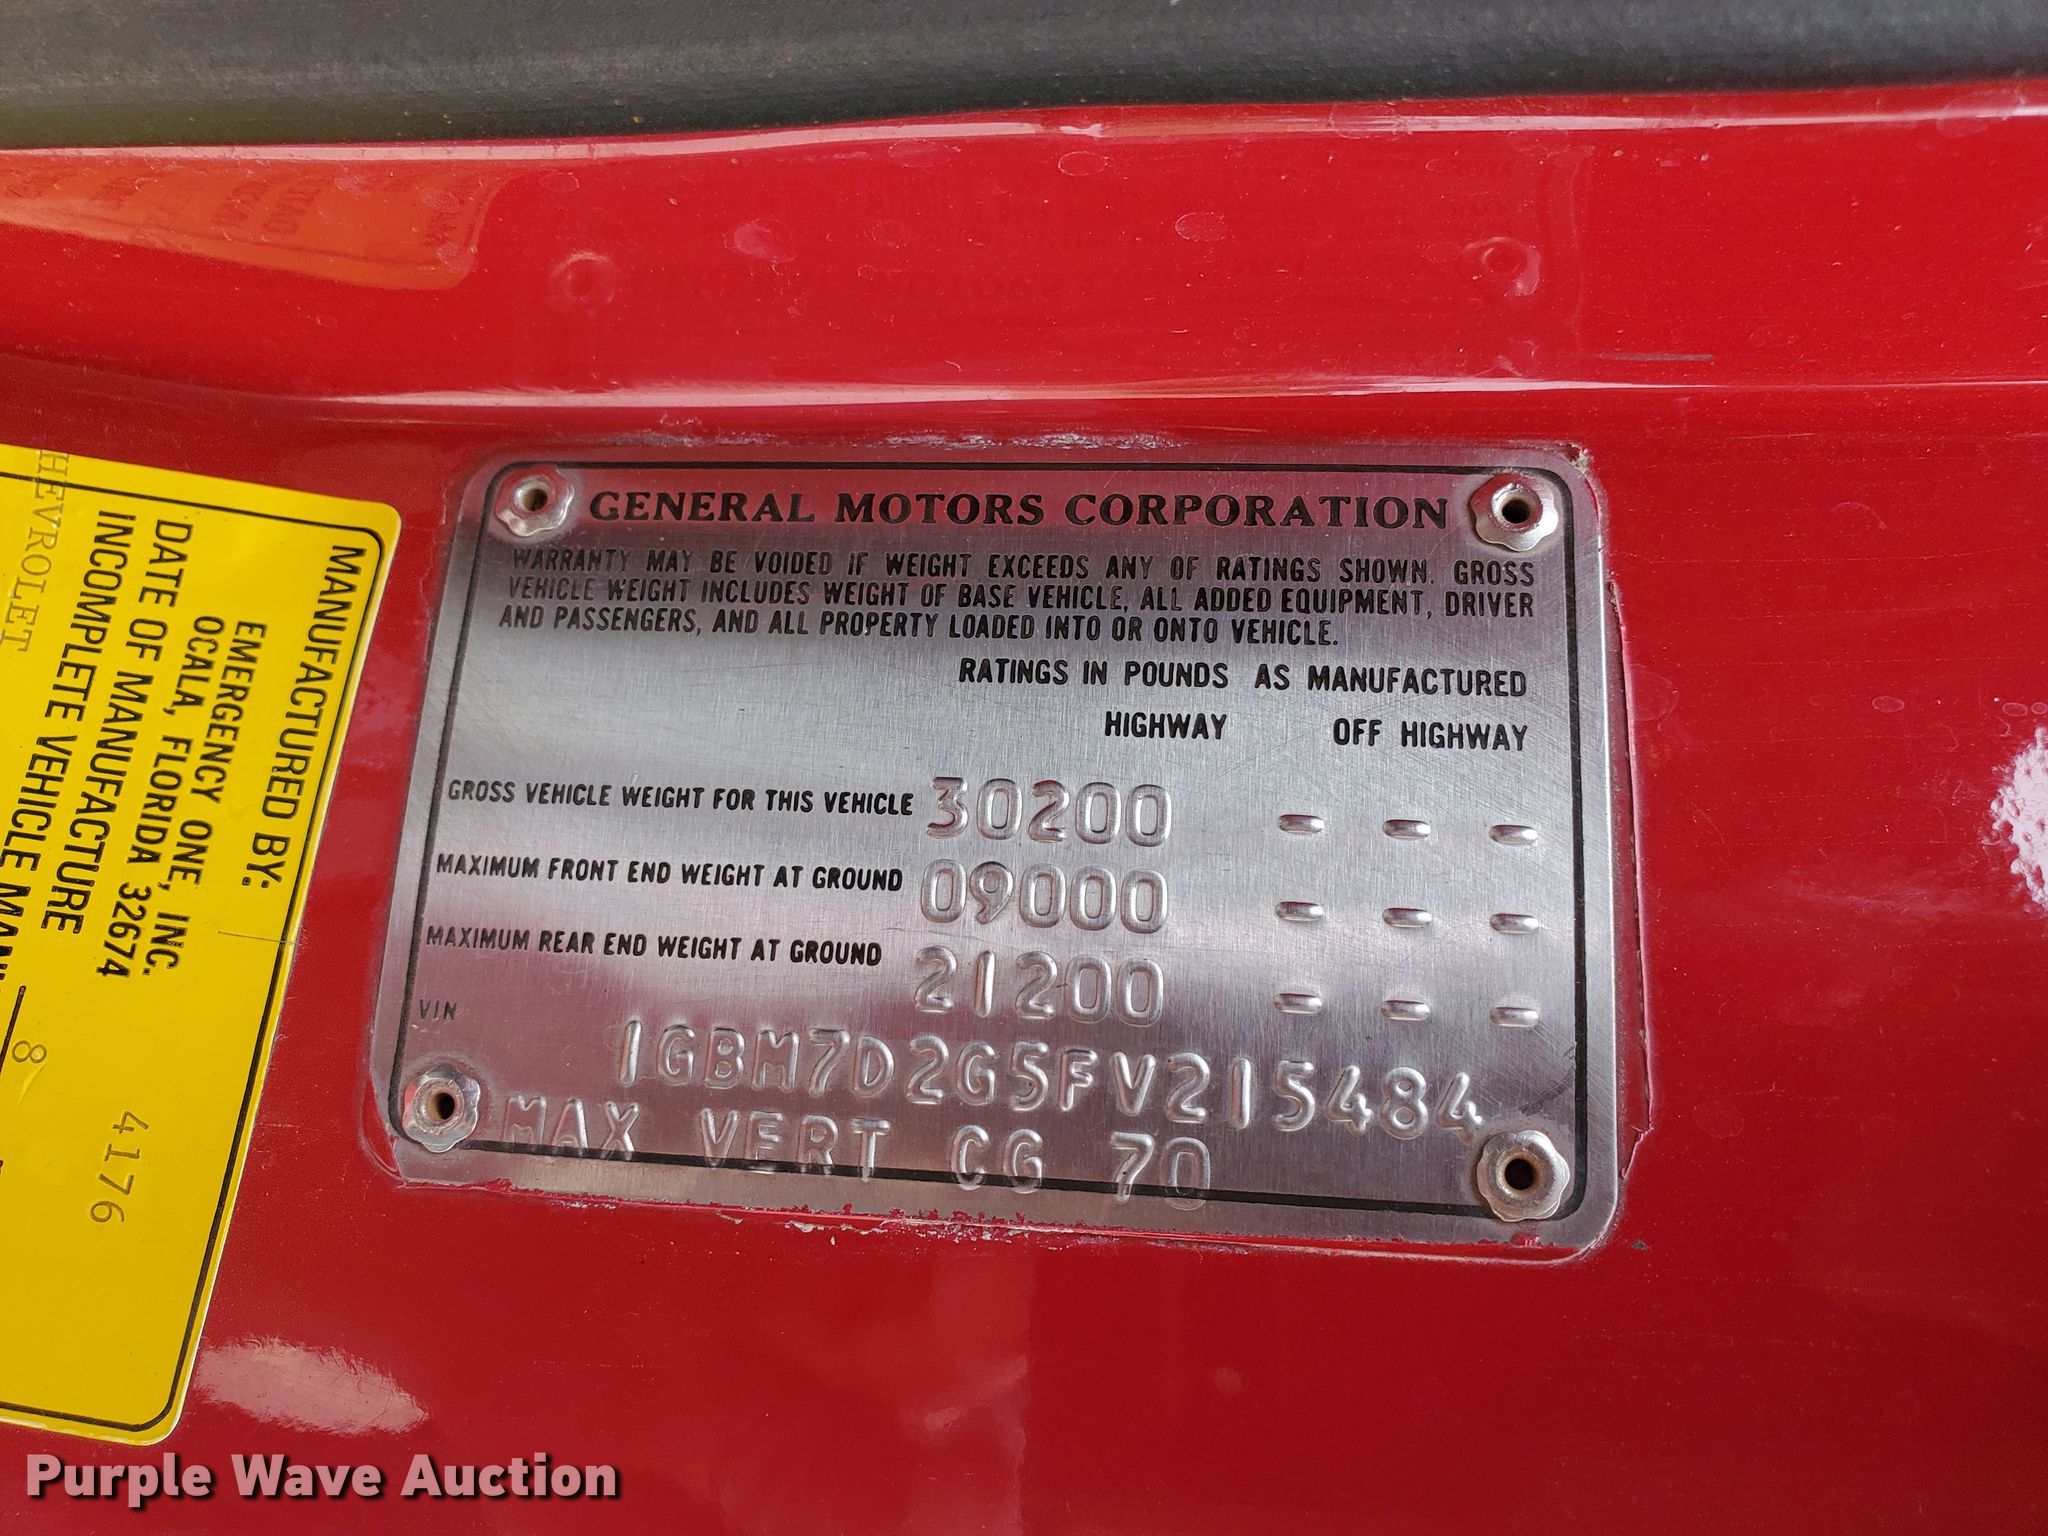 GENERAL MOTORS CORPORATION
WARRANTY MAY BE VOIDED IF WEIGHT EXCEEDS ANY OF RATINGS SHOWN. GROSS
VEHICLE WEIGHT INCLUDES WEIGHT OF BASE VEHICLE, ALL ADDED EQUIPMENT, DRIVER
AND PASSENGERS, AND ALL PROPERTY LOADED INTO OR ONTO VEHICLE.
RATINGS IN POUNDS AS MANUFACTURED
HIGHWAY OFF HIGHWAY
GROSS VEHICLE WEIGHT FOR THIS VEHICLE 30200 - - -
MAXIMUM FRONT END WEIGHT AT GROUND 09000 - - -
MAXIMUM REAR END WEIGHT AT GROUND 21200 - - -
VIN
1GBM7D2G5FV215484
MAX VERT CG 70
MANUFACTURED BY:
EMERGENCY ONE, INC.
OCALA, FLORIDA 32674
DATE OF MANUFACTURE
4176
INCOMPLETE VEHICLE
8
HEVROLET
Purple Wave Auction